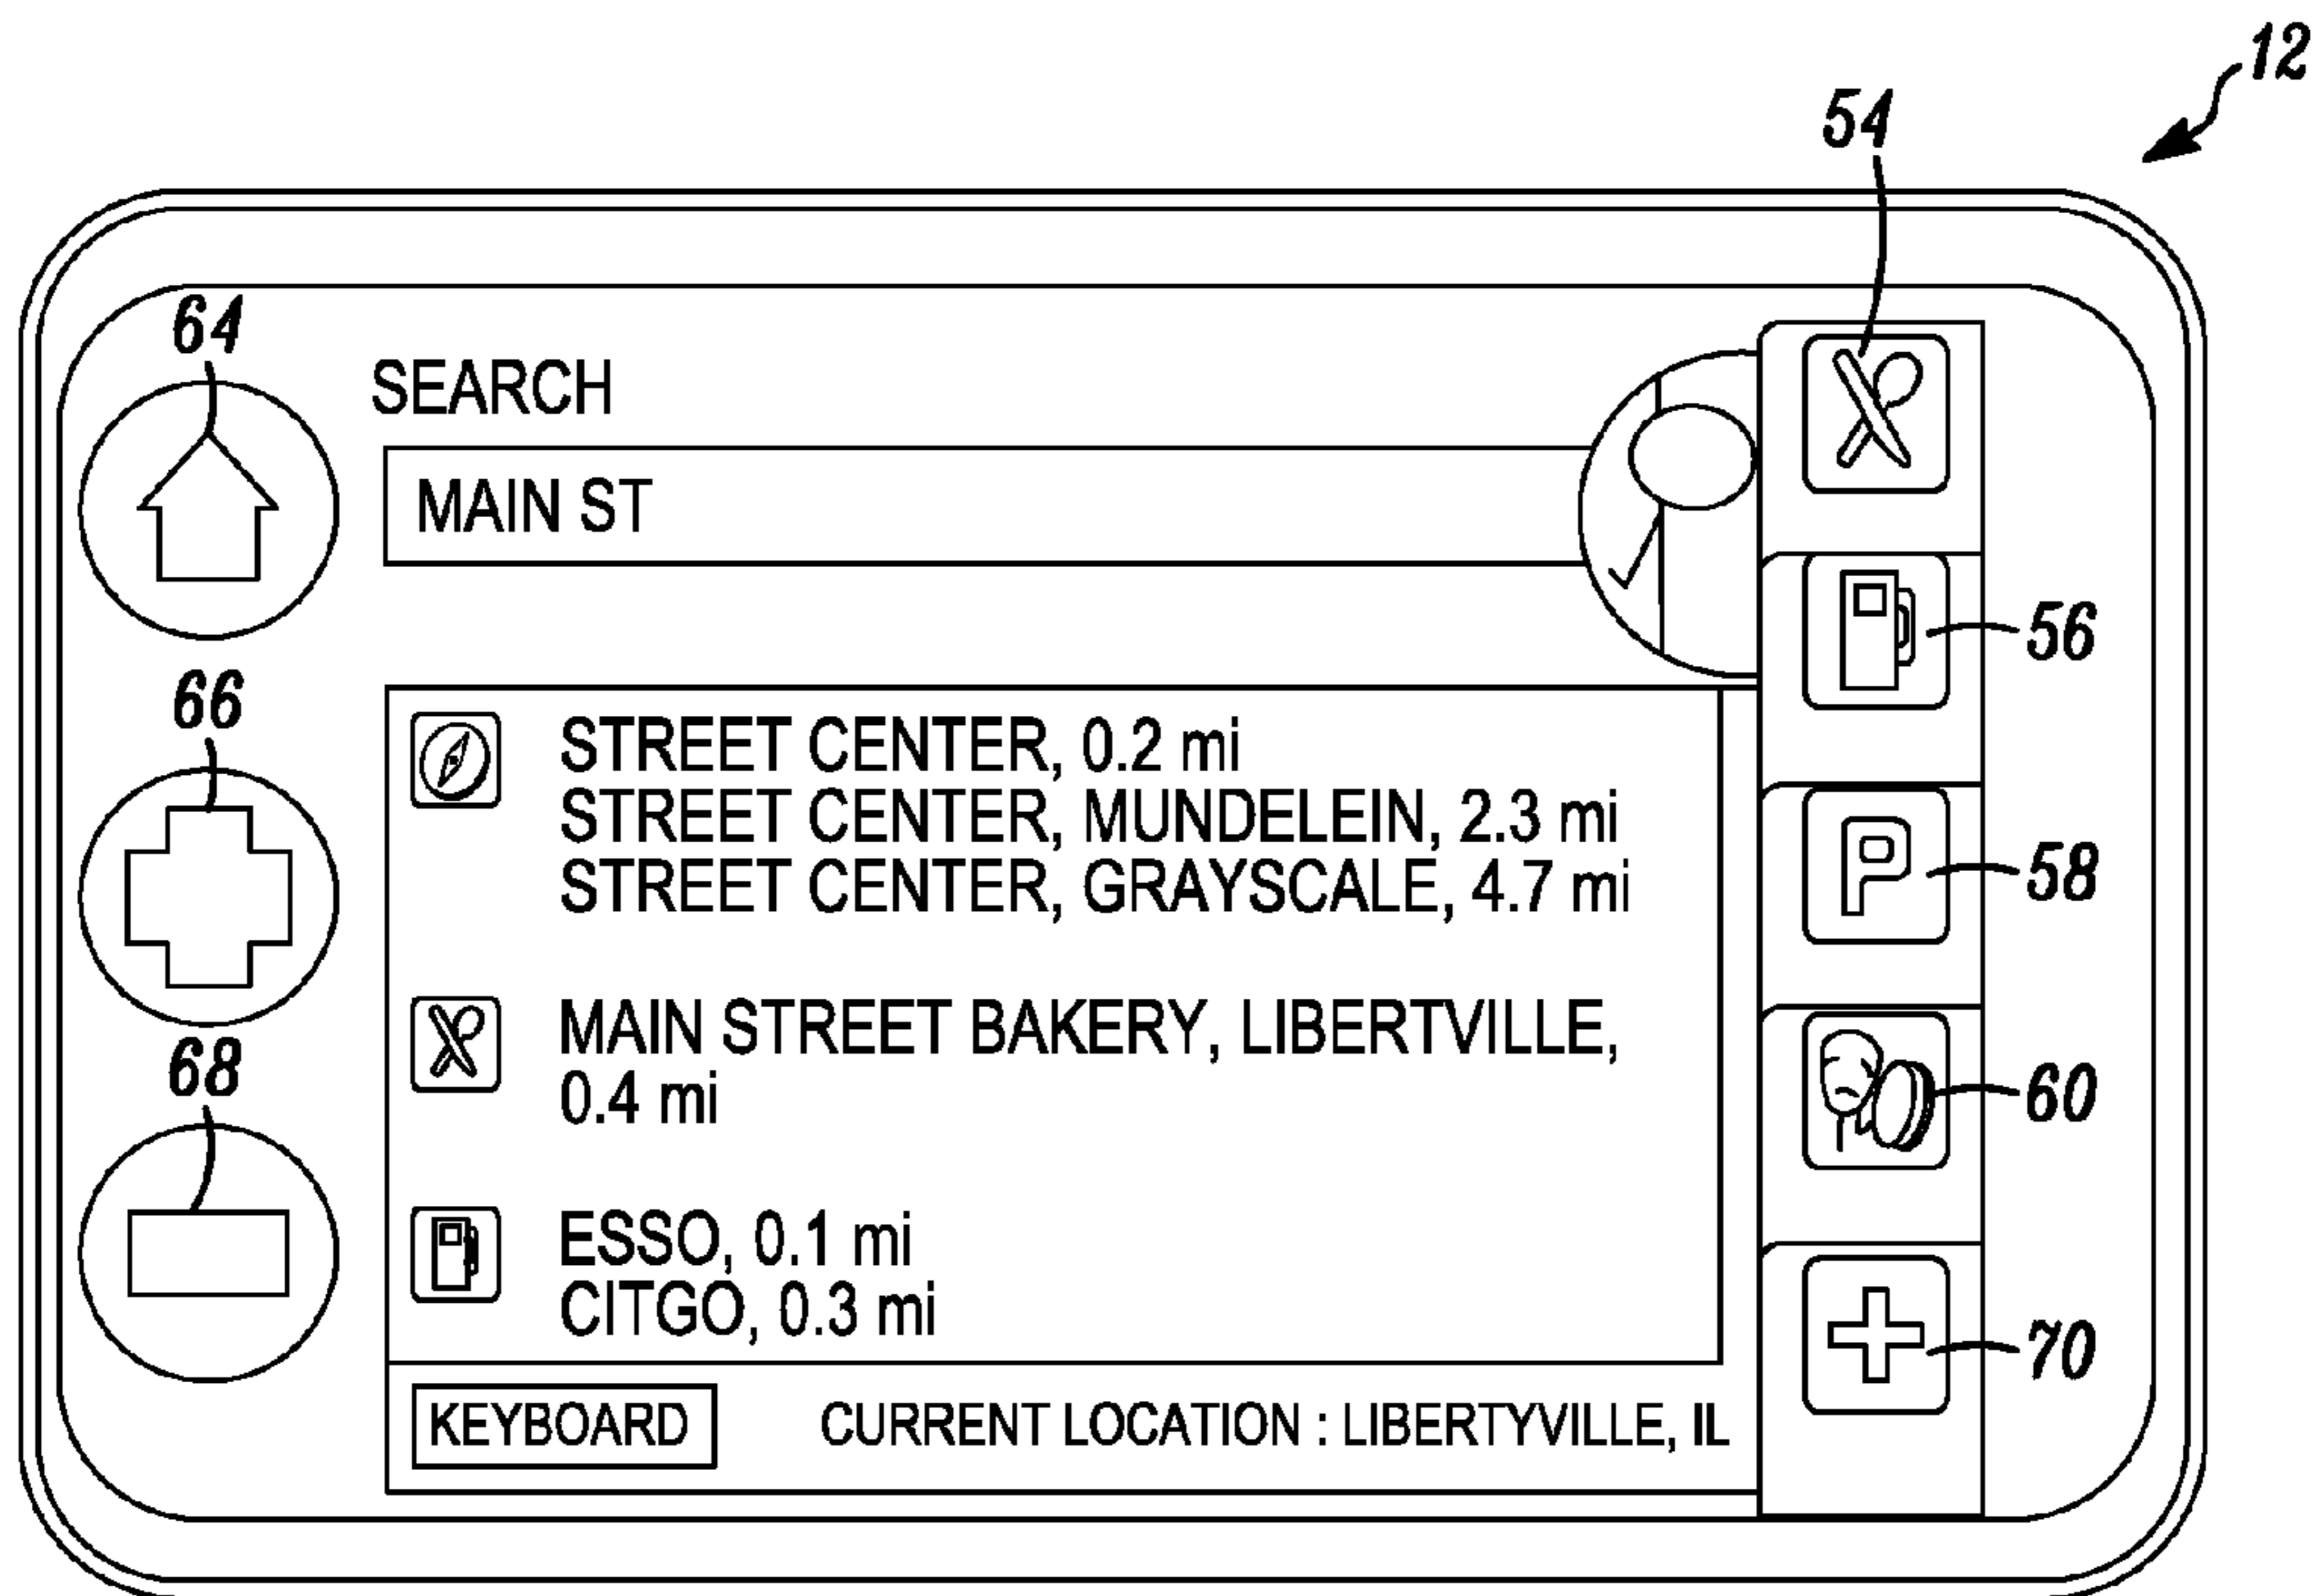 12
54
64
SEARCH
MAIN ST
56
66
STREET CENTER, 0.2 mi
STREET CENTER, MUNDELEIN, 2.3 mi
STREET CENTER, GRAYSCALE, 4.7 mi
P
58
MAIN STREET BAKERY, LIBERTVILLE,
0.4 mi
68
60
ESSO, 0.1 mi
CITGO, 0.3 mi
70
KEYBOARD
CURRENT LOCATION : LIBERTYVILLE, IL